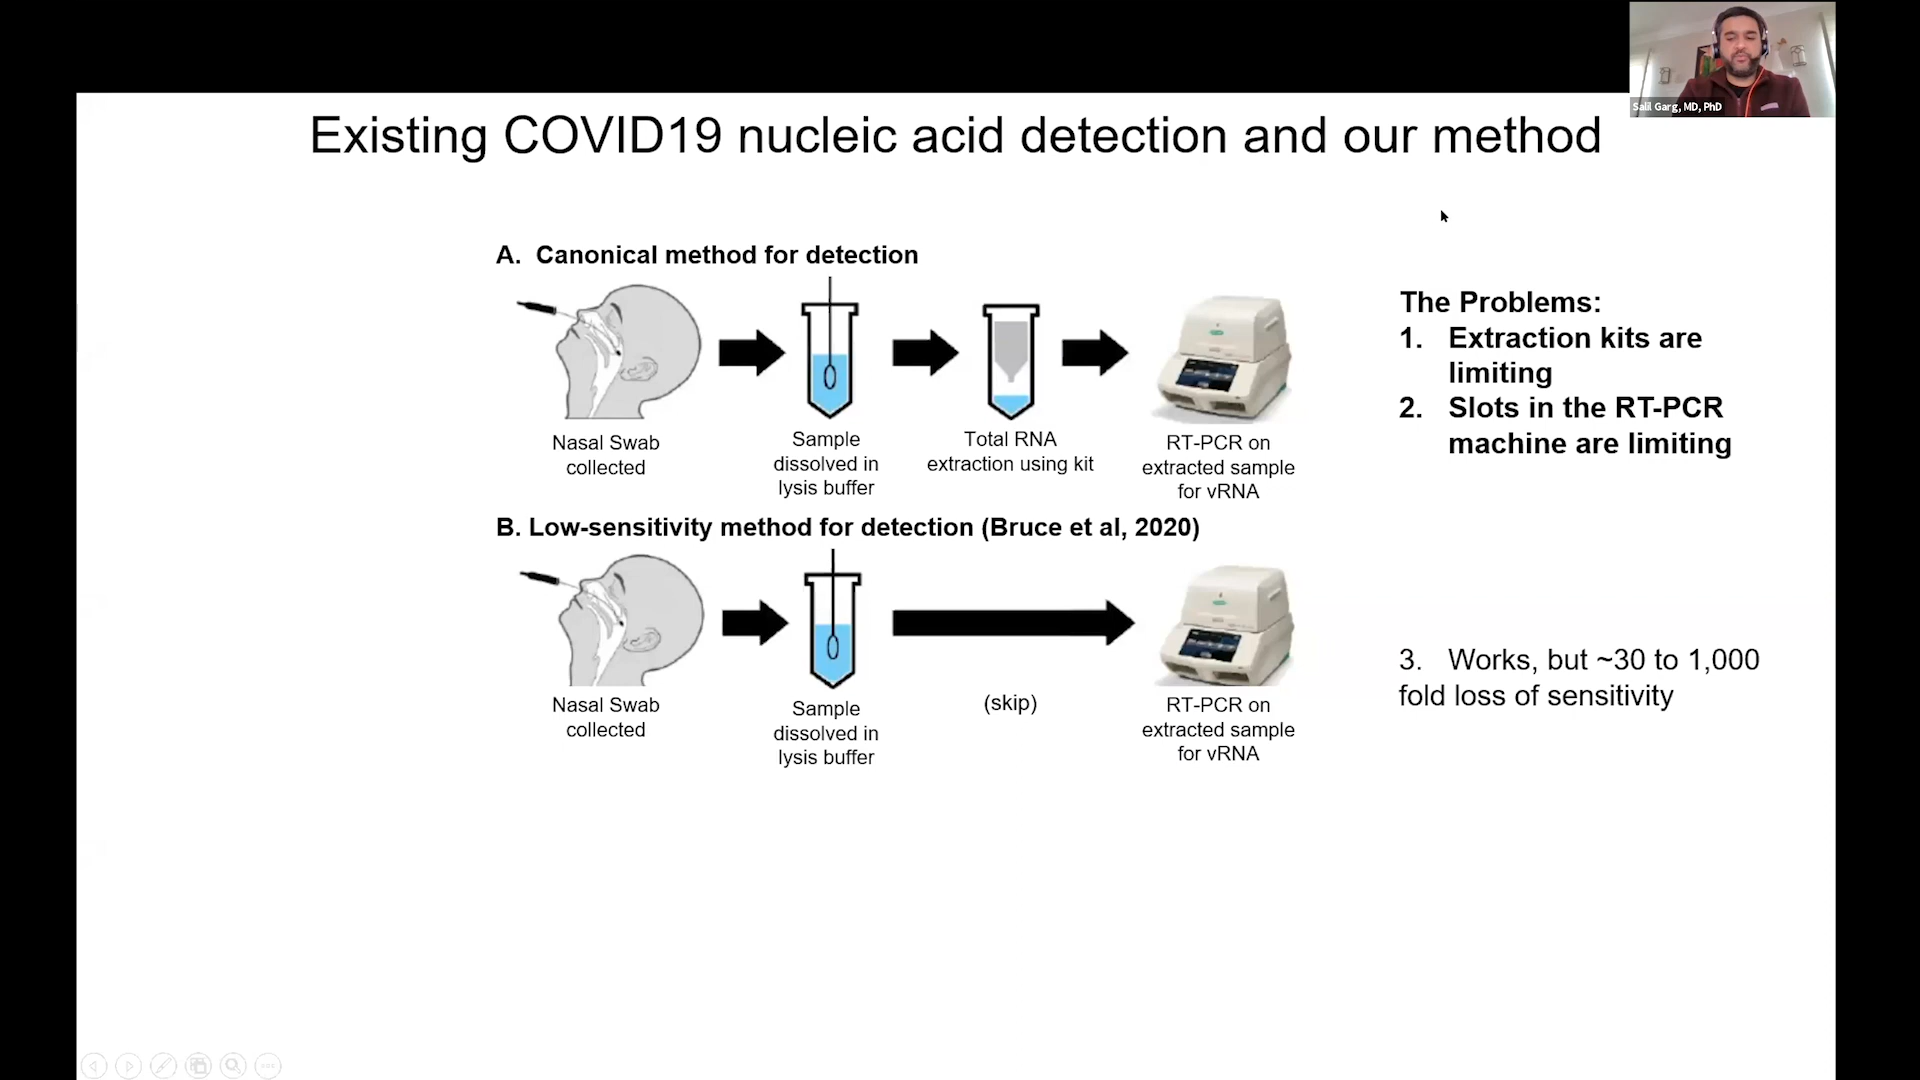 Salil Garg, MD, PhD
Existing COVID19 nucleic acid detection and our method
A. Canonical method for detection
Nasal Swab
collected
Sample
dissolved in
lysis buffer
Total RNA
extraction using kit
RT-PCR on
extracted sample
for vRNA
The Problems:
1. Extraction kits are
limiting
2. Slots in the RT-PCR
machine are limiting
B. Low-sensitivity method for detection (Bruce et al, 2020)
Nasal Swab
collected
Sample
dissolved in
lysis buffer
(skip)
RT-PCR on
extracted sample
for vRNA
3. Works, but ~30 to 1,000
fold loss of sensitivity